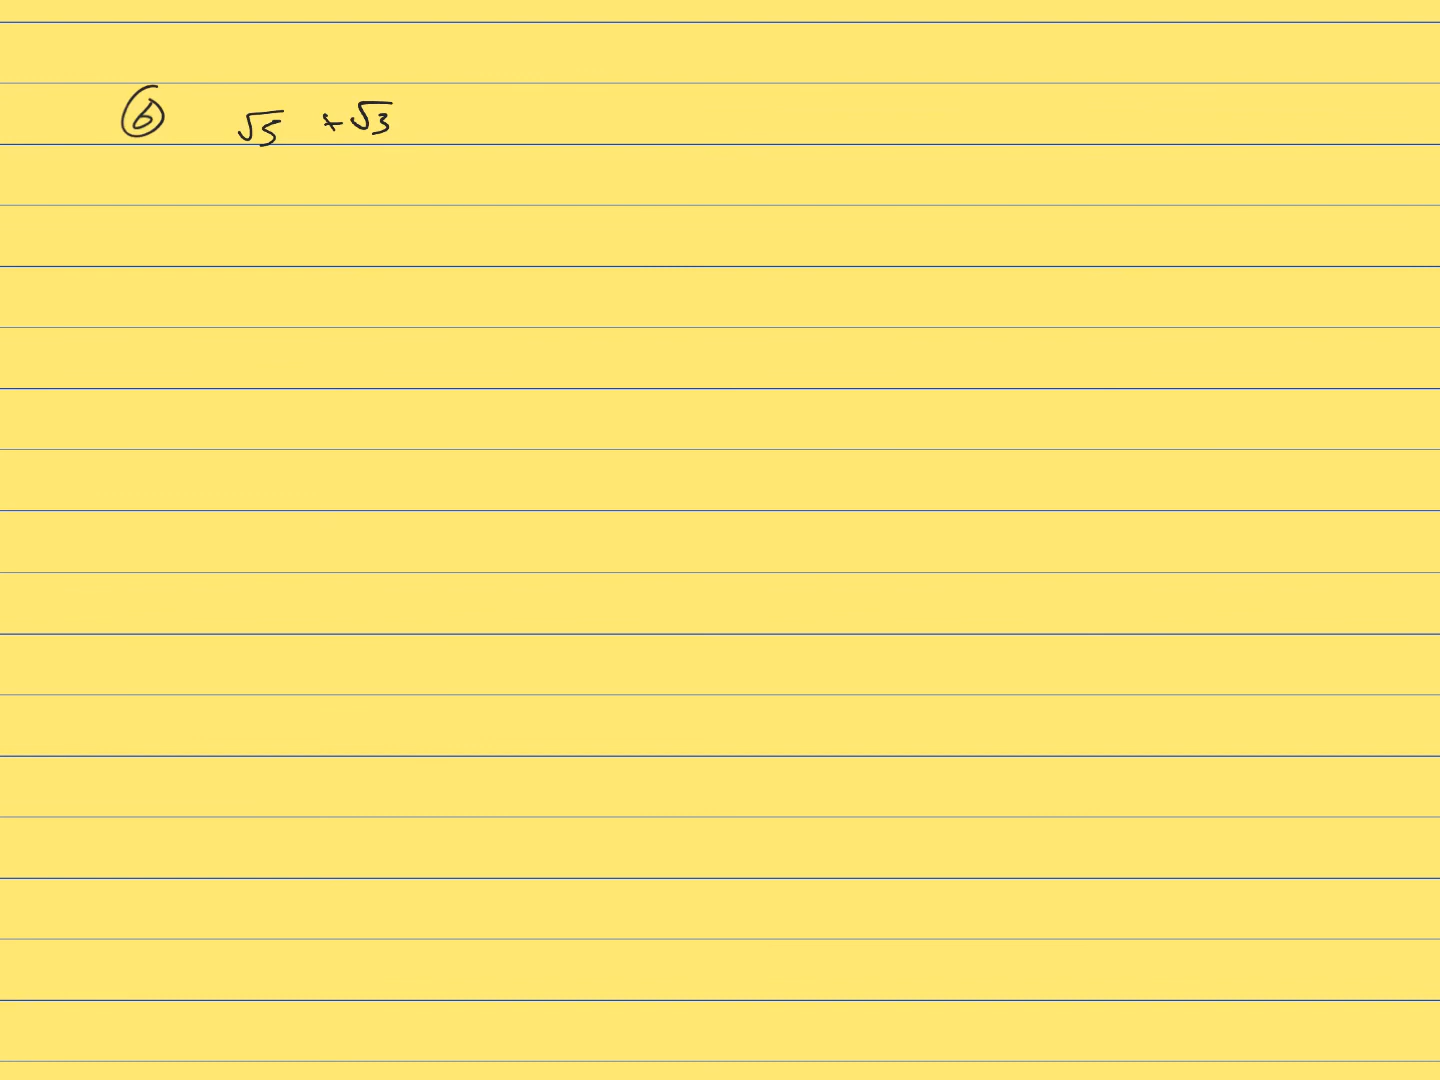 ⑥ √5 + √3